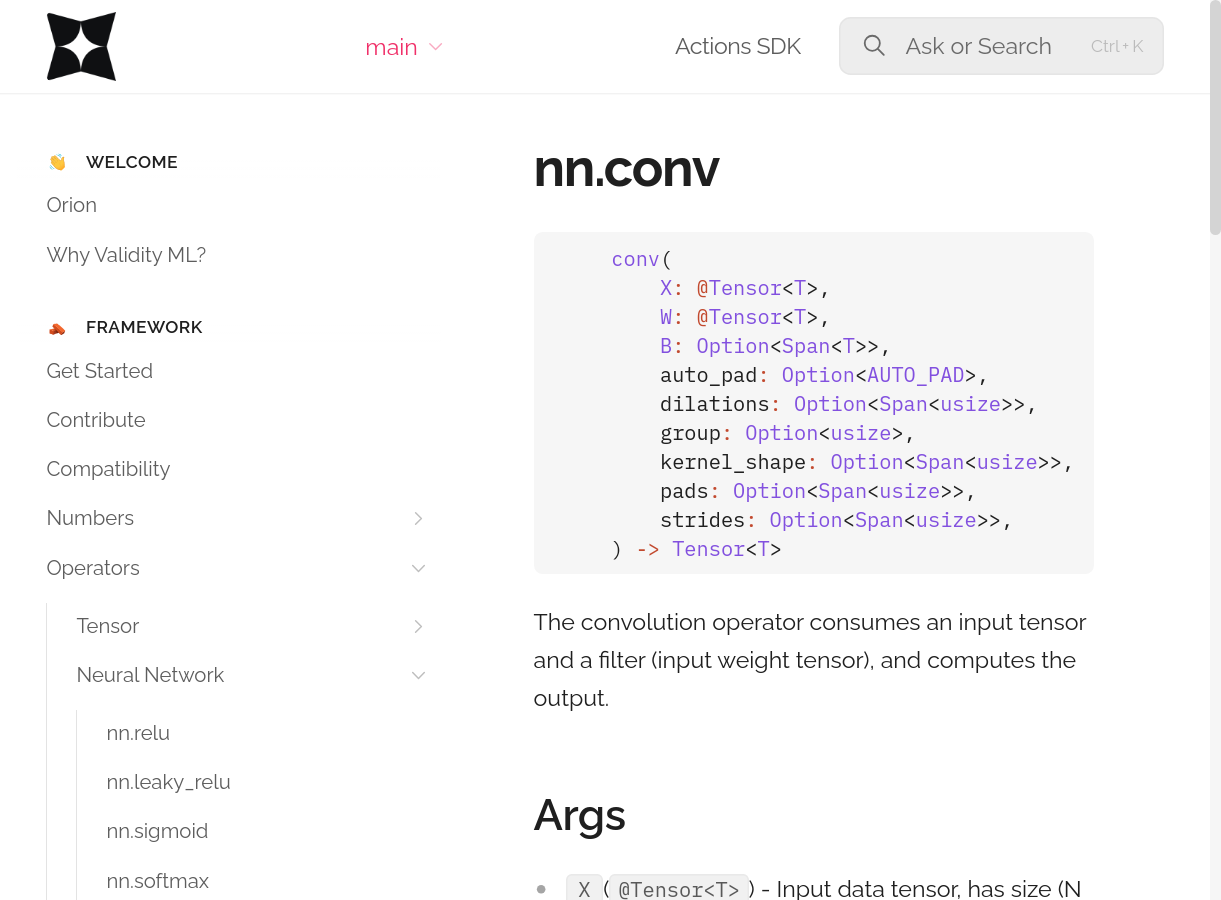 main
Actions SDK
Ask or Search
Ctrl+K
WELCOME
Orion
Why Validity ML?
FRAMEWORK
Get Started
Contribute
Compatibility
Numbers
Operators
Tensor
Neural Network
nn.relu
nn.leaky_relu
nn.sigmoid
nn.softmax
nn.conv
conv(
X: @Tensor<T>,
W: @Tensor<T>,
B: Option<Span<T>>,
auto_pad: Option<AUTO_PAD>,
dilations: Option<Span<usize>>,
group: Option<usize>,
kernel_shape: Option<Span<usize>>,
pads: Option<Span<usize>>,
strides: Option<Span<usize>>,
) -> Tensor<T>
The convolution operator consumes an input tensor
and a filter (input weight tensor), and computes the
output.
Args
X (@Tensor<T>) - Input data tensor, has size (N